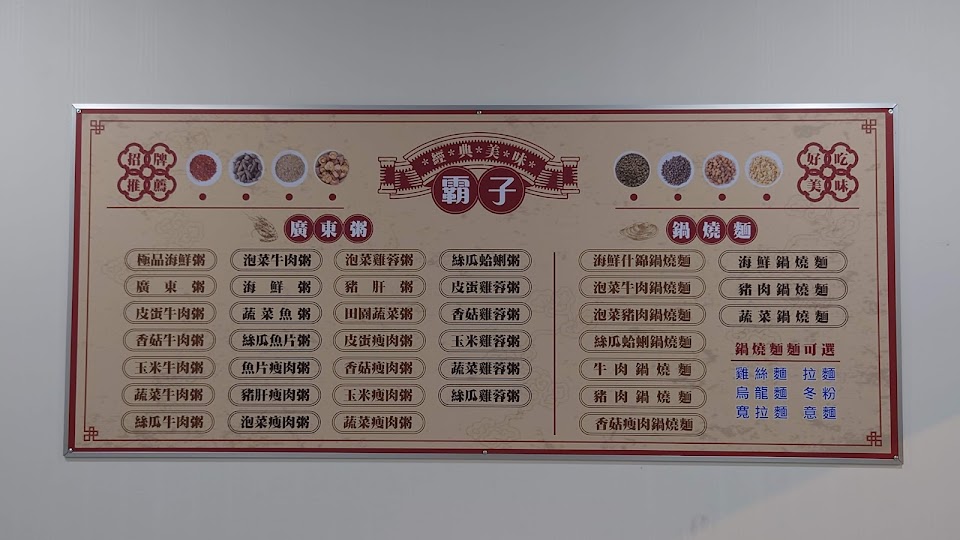 招牌
推薦
經典美味
霸子
好吃
美味
廣東粥
極品海鮮粥
廣東粥
皮蛋牛肉粥
香菇牛肉粥
玉米牛肉粥
蔬菜牛肉粥
絲瓜牛肉粥
泡菜牛肉粥
海鮮粥
蔬菜魚粥
絲瓜魚片粥
魚片瘦肉粥
豬肝瘦肉粥
泡菜瘦肉粥
泡菜雞蓉粥
豬肝粥
田園蔬菜粥
皮蛋瘦肉粥
香菇瘦肉粥
玉米瘦肉粥
蔬菜瘦肉粥
絲瓜蛤蜊粥
皮蛋雞蓉粥
香菇雞蓉粥
玉米雞蓉粥
蔬菜雞蓉粥
絲瓜雞蓉粥
鍋燒麵
海鮮什錦鍋燒麵
泡菜牛肉鍋燒麵
泡菜豬肉鍋燒麵
絲瓜蛤蜊鍋燒麵
牛肉鍋燒麵
豬肉鍋燒麵
香菇瘦肉鍋燒麵
海鮮鍋燒麵
豬肉鍋燒麵
蔬菜鍋燒麵
鍋燒麵麵可選
雞絲麵 拉麵
烏龍麵 冬粉
寬拉麵 意麵